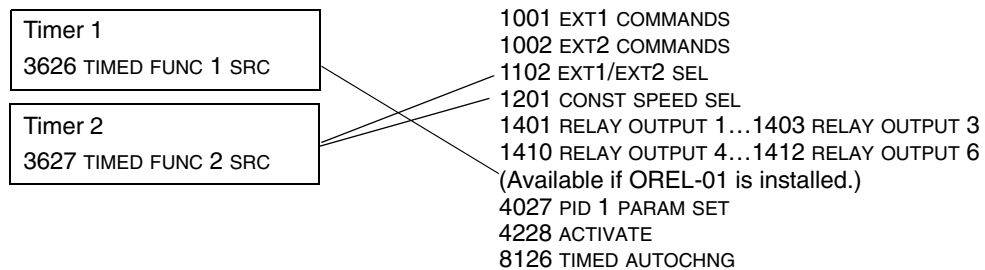 Timer 1
3626 TIMED FUNC 1 SRC
Timer 2
3627 TIMED FUNC 2 SRC
1001 EXT1 COMMANDS
1002 EXT2 COMMANDS
1102 EXT1/EXT2 SEL
1201 CONST SPEED SEL
1401 RELAY OUTPUT 1…1403 RELAY OUTPUT 3
1410 RELAY OUTPUT 4…1412 RELAY OUTPUT 6
(Available if OREL-01 is installed.)
4027 PID 1 PARAM SET
4228 ACTIVATE
8126 TIMED AUTOCHNG